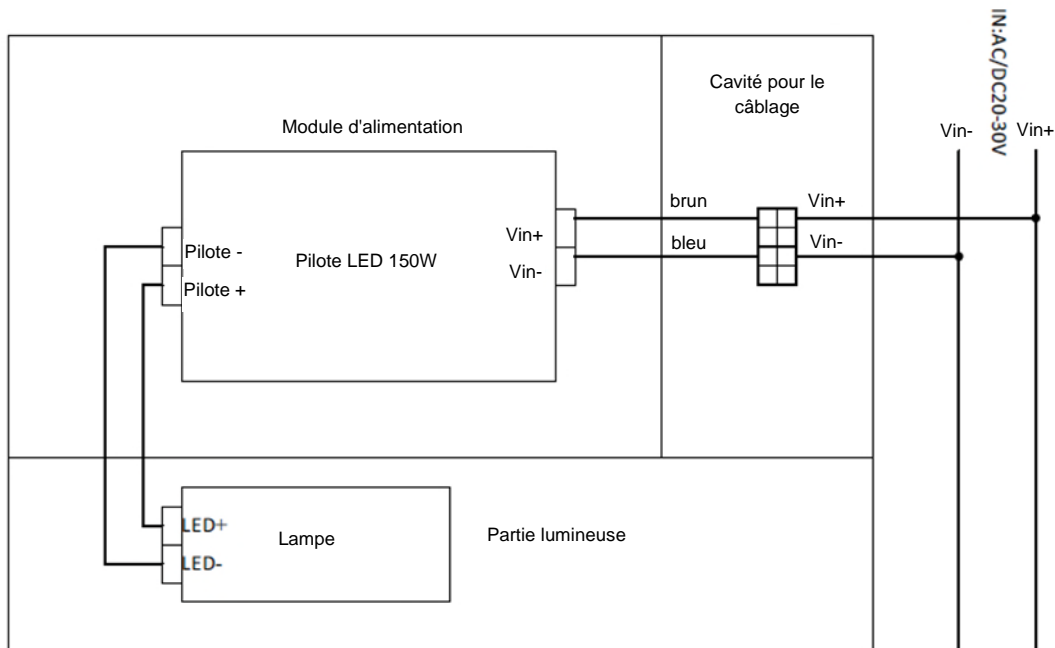 IN:AC/DC20-30V
Cavité pour le
câblage
Module d'alimentation
Vin-
Vin+
brun
Vin+
bleu
Vin-
Pilote -
Pilote LED 150W
Vin+
Vin-
Pilote +
LED+
Lampe
Partie lumineuse
LED-